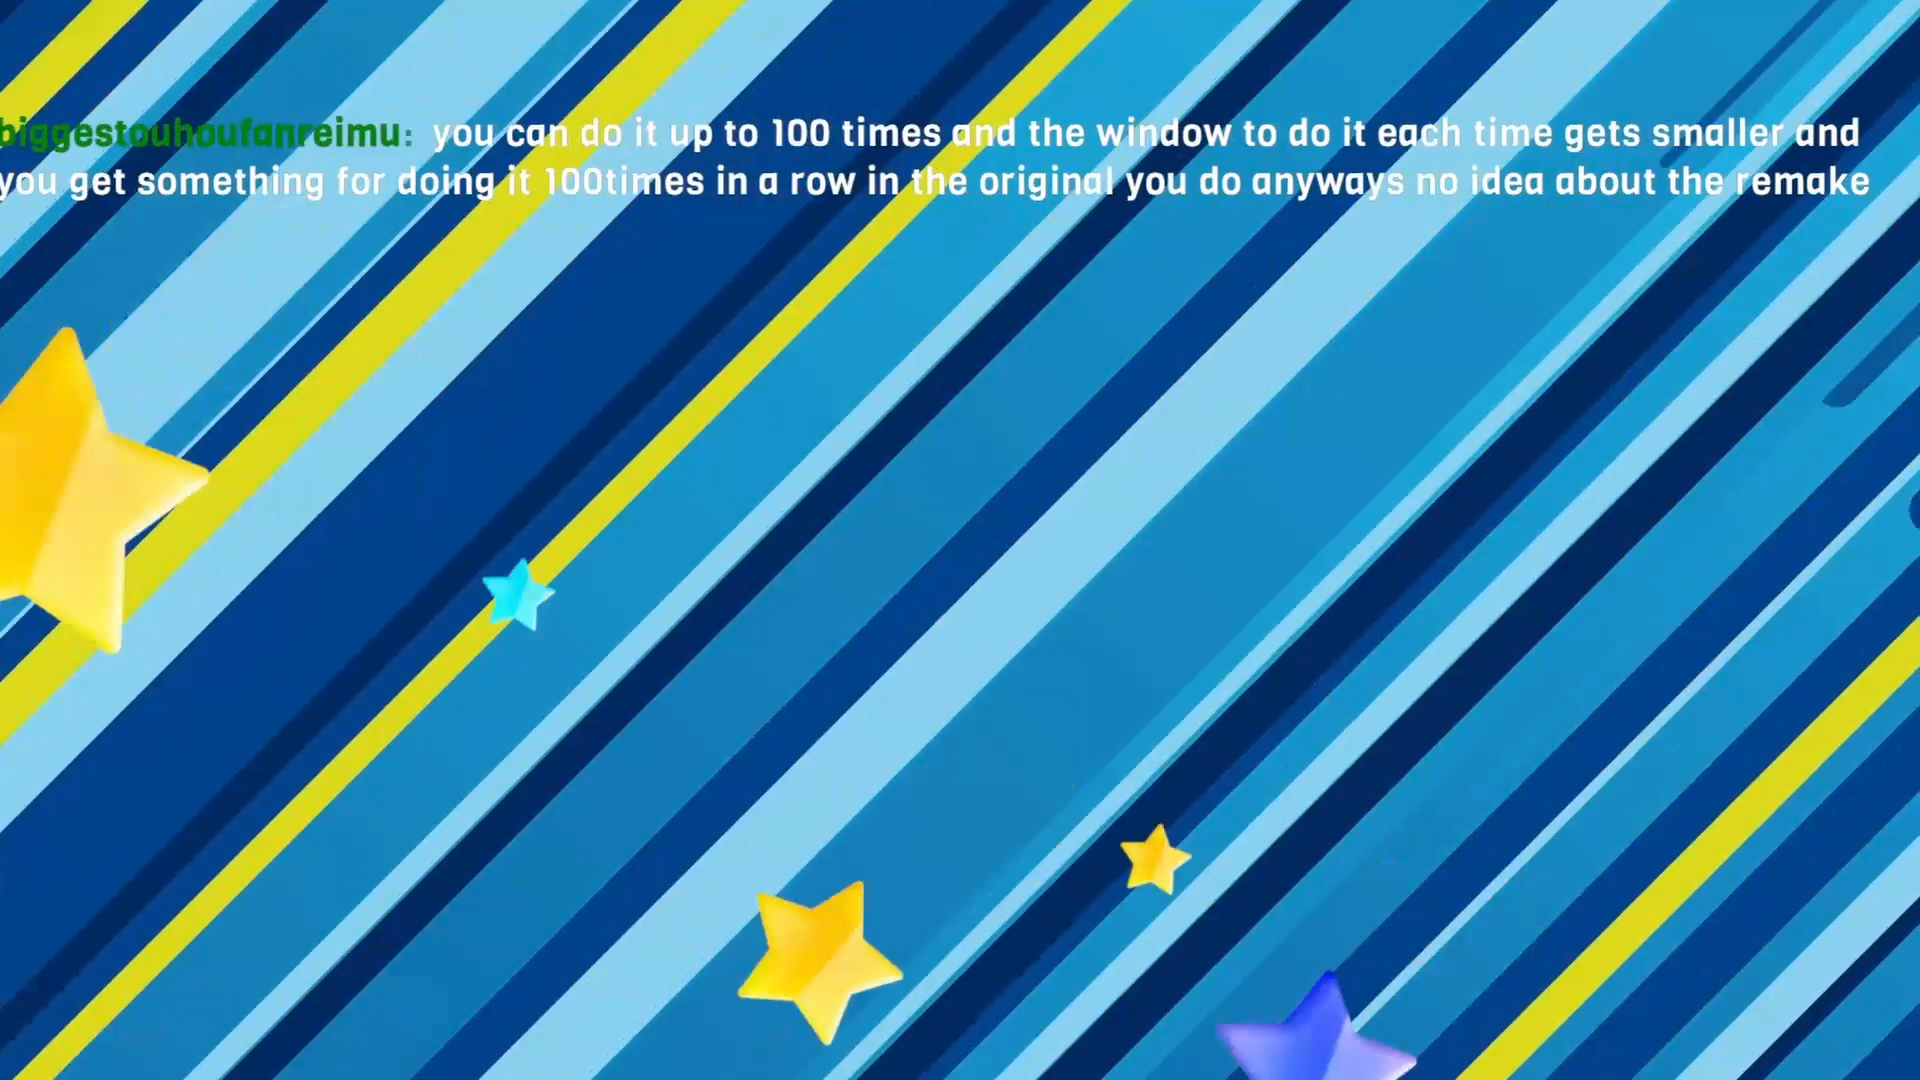 biggestouhoufanreimu: you can do it up to 100 times and the window to do it each time gets smaller and
you get something for doing it 100times in a row in the original you do anyways no idea about the remake